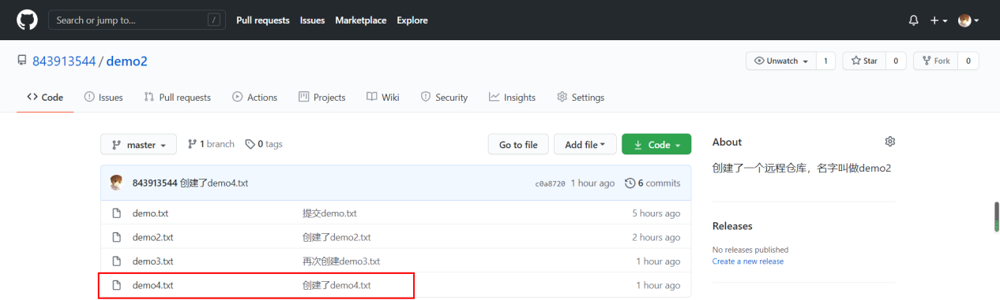 Search or jump to... / Pull requests Issues Marketplace Explore
843913544 / demo2 Unwatch 1 Star 0 Fork 0
Code Issues Pull requests Actions Projects Wiki Security Insights Settings
master 1 branch 0 tags Go to file Add file Code About
创建了一个远程仓库，名字叫做demo2
843913544 创建了demo4.txt c0a8720 1 hour ago 6 commits
demo.txt 提交demo.txt 5 hours ago
demo2.txt 创建了demo2.txt 2 hours ago
demo3.txt 再次创建demo3.txt 1 hour ago
demo4.txt 创建了demo4.txt 1 hour ago
Releases
No releases published
Create a new release